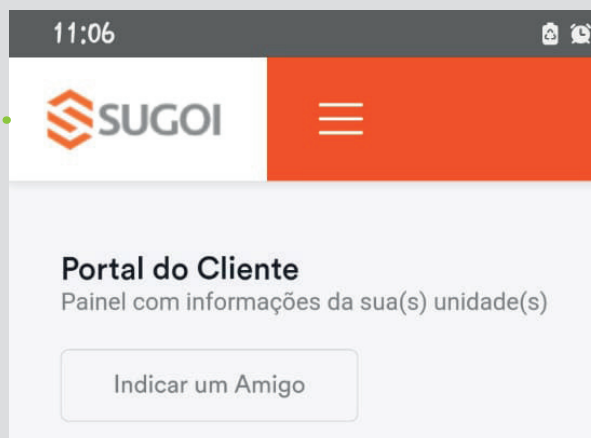 11:06
SUGOI
Portal do Cliente
Painel com informações da sua(s) unidade(s)
Indicar um Amigo